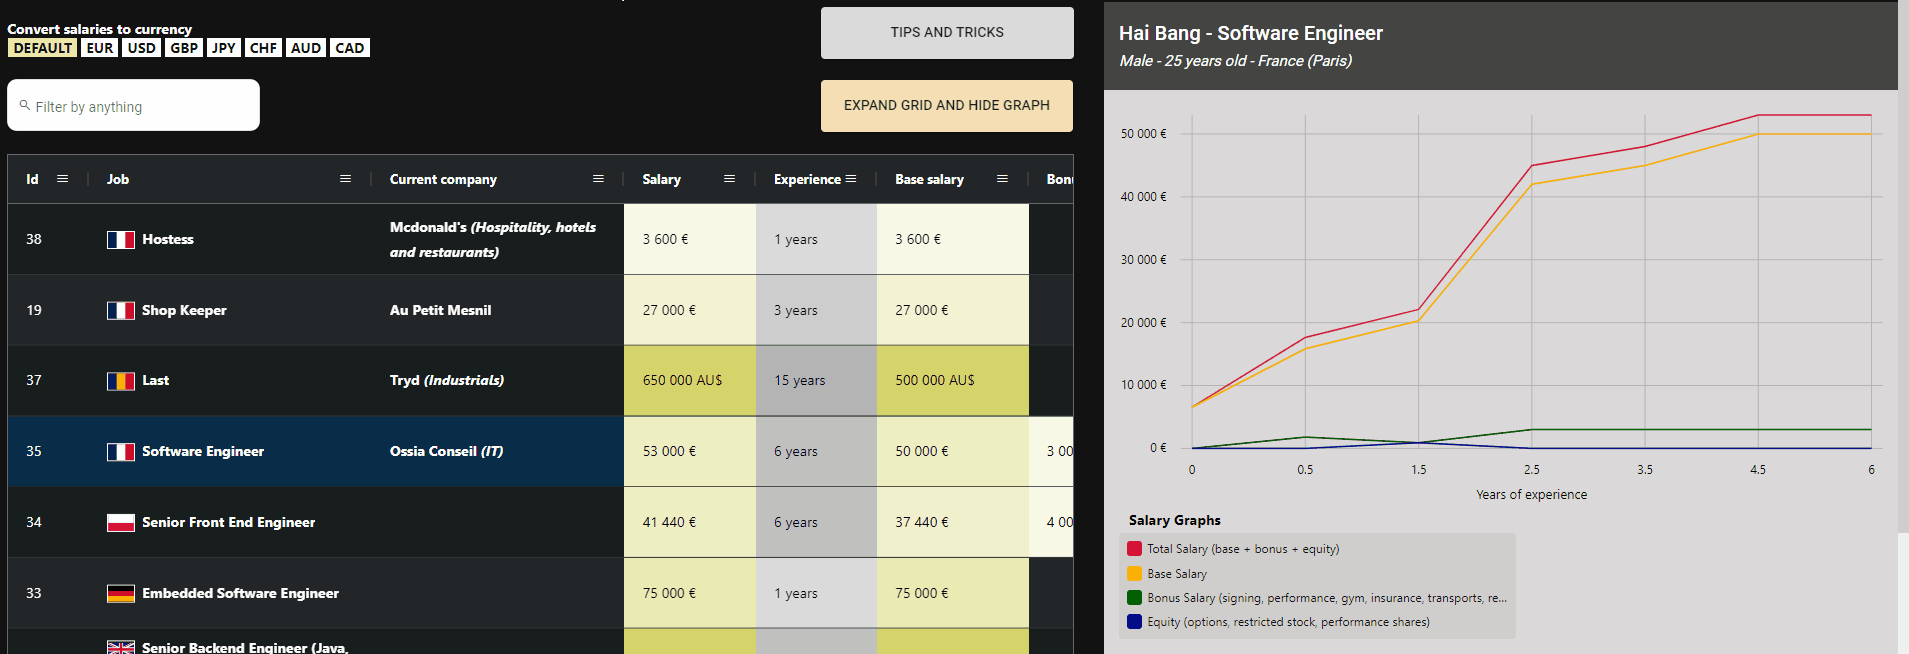 Convert salaries to currency
DEFAULT EUR USD GBP JPY CHF AUD CAD
Filter by anything
TIPS AND TRICKS
EXPAND GRID AND HIDE GRAPH
Id Job Current company Salary Experience Base salary
38 Hostess Mcdonald's (Hospitality, hotels and restaurants) 3 600 € 1 years 3 600 €
19 Shop Keeper Au Petit Mesnil 27 000 € 3 years 27 000 €
37 Last Tryd (Industrials) 650 000 AU$ 15 years 500 000 AU$
35 Software Engineer Ossia Conseil (IT) 53 000 € 6 years 50 000 € 3 00
34 Senior Front End Engineer 41 440 € 6 years 37 440 € 4 00
33 Embedded Software Engineer 75 000 € 1 years 75 000 €
Senior Backend Engineer (Java,
Hai Bang - Software Engineer
Male - 25 years old - France (Paris)
50 000 €
40 000 €
30 000 €
20 000 €
10 000 €
0 €
0 0.5 1.5 2.5 3.5 4.5 6
Years of experience
Salary Graphs
Total Salary (base + bonus + equity)
Base Salary
Bonus Salary (signing, performance, gym, insurance, transports, re...
Equity (options, restricted stock, performance shares)